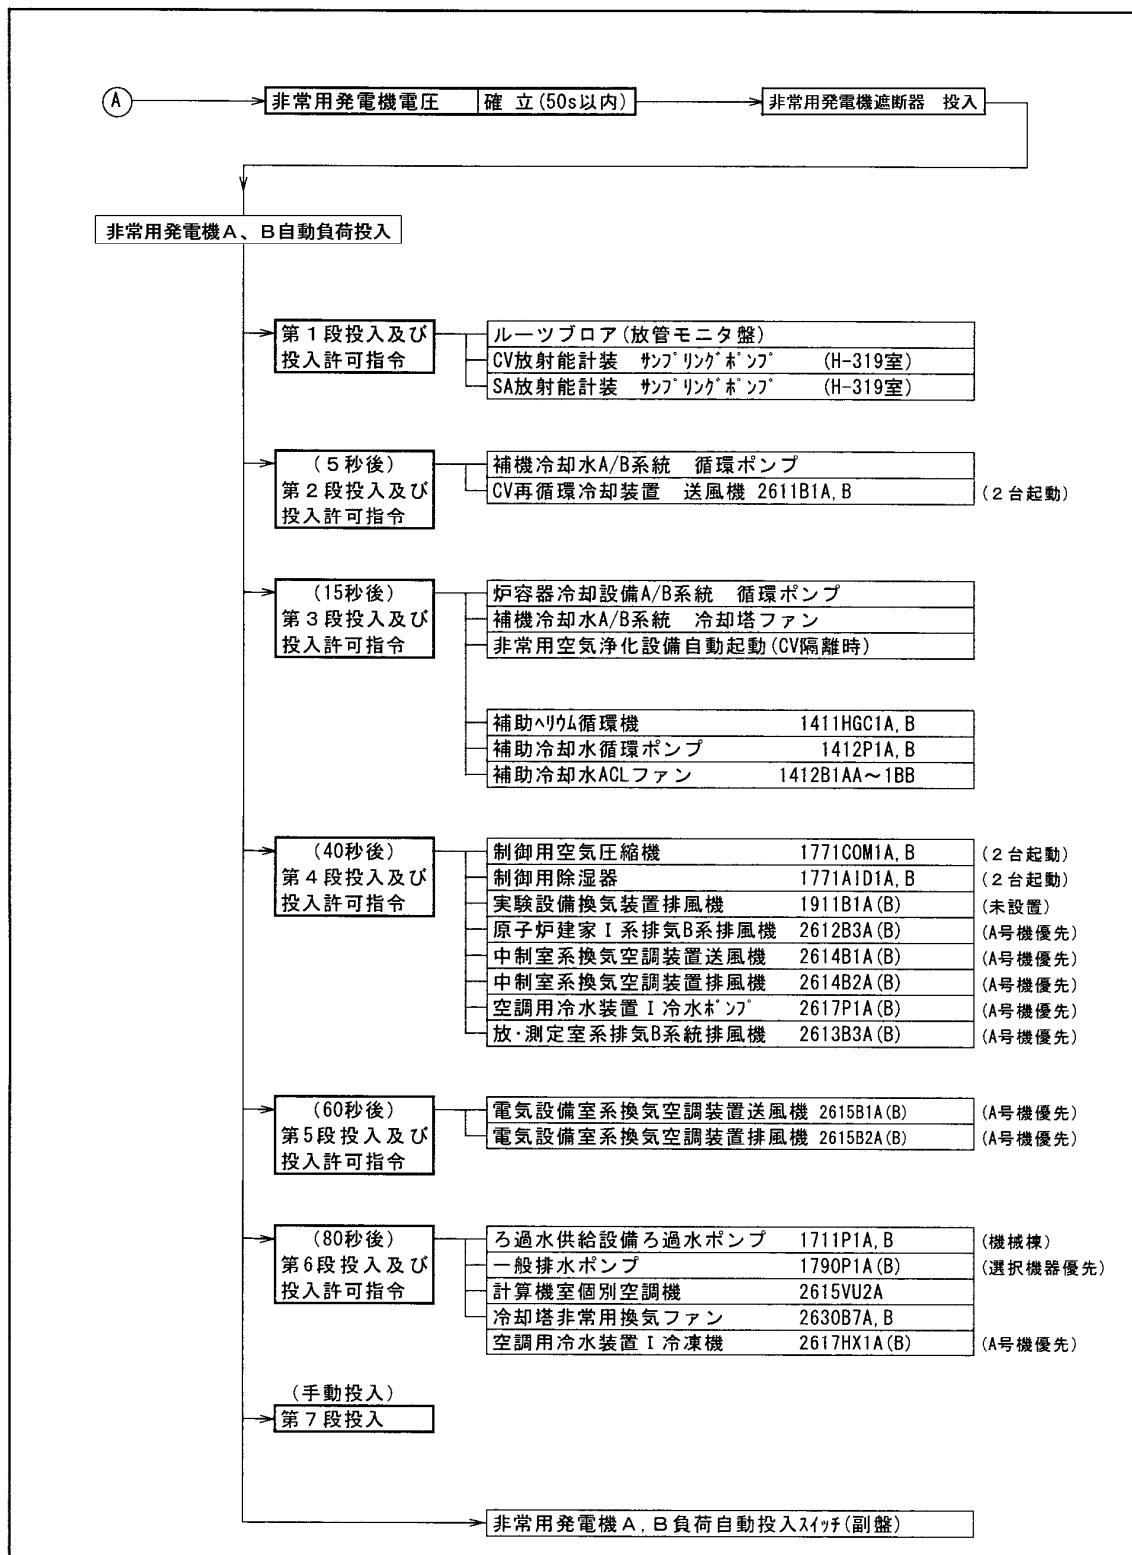 A
非常用発電機電圧 確 立(50s以内)
非常用発電機遮断器 投入
非常用発電機A、B自動負荷投入
第1段投入及び
投入許可指令
ルーツブロア(放管モニタ盤)
CV放射能計装 サンプリングポンプ (H-319室)
SA放射能計装 サンプリングポンプ (H-319室)
(5秒後)
第2段投入及び
投入許可指令
補機冷却水A/B系統 循環ポンプ
CV再循環冷却装置 送風機 2611B1A,B (2台起動)
(15秒後)
第3段投入及び
投入許可指令
炉容器冷却設備A/B系統 循環ポンプ
補機冷却水A/B系統 冷却塔ファン
非常用空気浄化設備自動起動(CV隔離時)
補助ヘリウム循環機 1411HGC1A,B
補助冷却水循環ポンプ 1412P1A,B
補助冷却水ACLファン 1412B1AA~1BB
(40秒後)
第4段投入及び
投入許可指令
制御用空気圧縮機 1771COM1A,B (2台起動)
制御用除湿器 1771AID1A,B (2台起動)
実験設備換気装置排風機 1911B1A(B) (未設置)
原子炉建家Ⅰ系排気B系排風機 2612B3A(B) (A号機優先)
中制室系換気空調装置送風機 2614B1A(B) (A号機優先)
中制室系換気空調装置排風機 2614B2A(B) (A号機優先)
空調用冷水装置Ⅰ冷水ポンプ 2617P1A(B) (A号機優先)
放・測定室系排気B系統排風機 2613B3A(B) (A号機優先)
(60秒後)
第5段投入及び
投入許可指令
電気設備室系換気空調装置送風機 2615B1A(B) (A号機優先)
電気設備室系換気空調装置排風機 2615B2A(B) (A号機優先)
(80秒後)
第6段投入及び
投入許可指令
ろ過水供給設備ろ過水ポンプ 1711P1A,B (機械棟)
一般排水ポンプ 1790P1A(B) (選択機器優先)
計算機室個別空調機 2615VU2A
冷却塔非常用換気ファン 2630B7A,B
空調用冷水装置Ⅰ冷凍機 2617HX1A(B) (A号機優先)
(手動投入)
第7段投入
非常用発電機A,B負荷自動投入スイッチ(副盤)